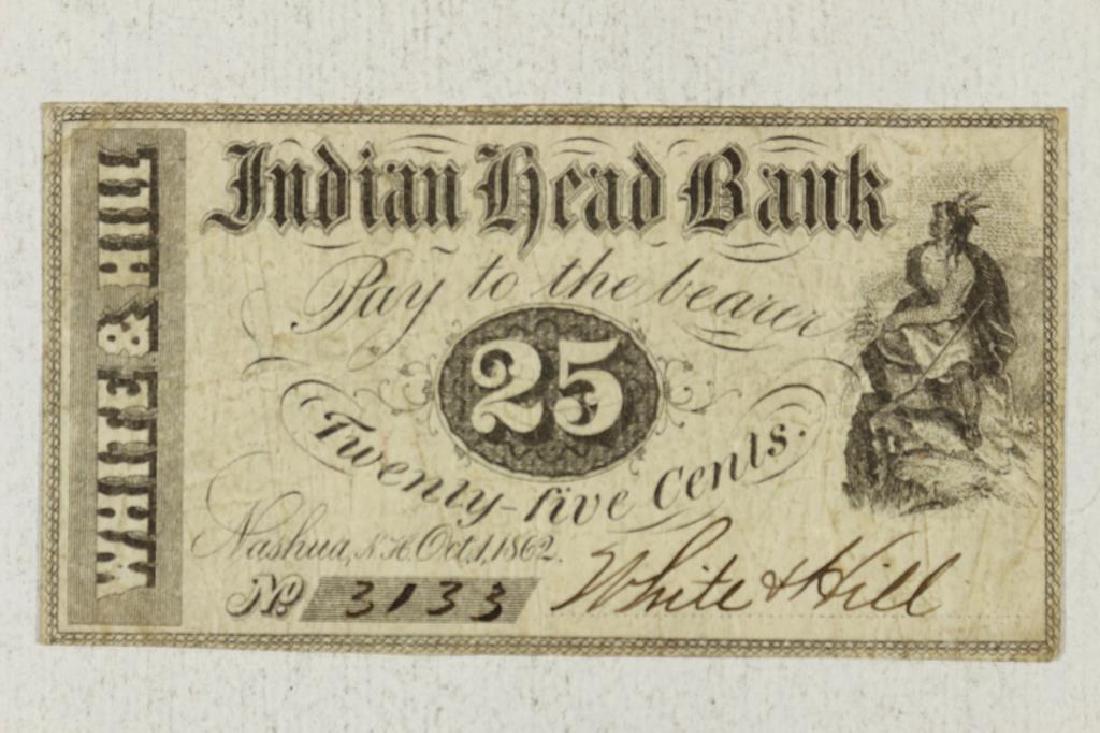 WHITE & HILL
Indian Head Bank
Pay to the bearer
25
Twenty-five Cents.
Nashua, N.H. Oct. 1, 1862.
No 3133
White & Hill